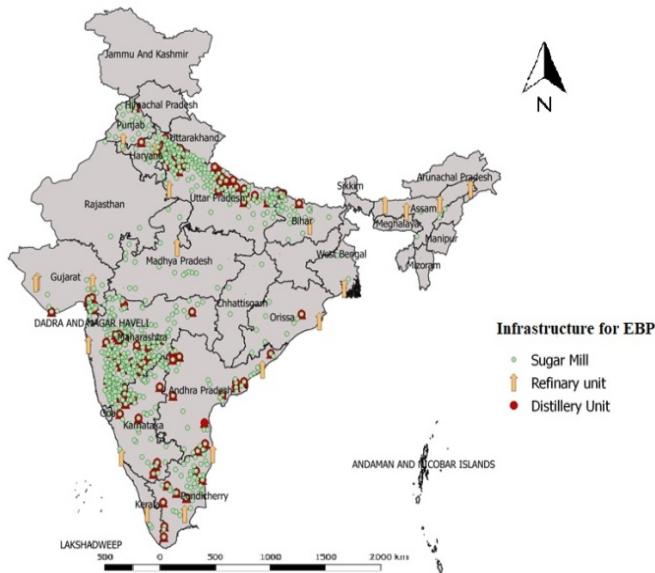 Jammu And Kashmir
Himachal Pradesh
Punjab
Uttarakhand
Haryana
Arunachal Pradesh
Sikkim
Rajasthan
Uttar Pradesh
Assam
Bihar
Meghalaya
Manipur
West Bengal
Mizoram
Gujarat
Madhya Pradesh
Chhattisgarh
Orissa
DADRA AND NAGAR HAVELI
Maharashtra
Andhra Pradesh
Goa
Karnataka
Pondicherry
Kerala
LAKSHADWEEP
ANDAMAN AND NICOBAR ISLANDS
N
Infrastructure for EBP
Sugar Mill
Refinary unit
Distillery Unit
500 0 500 1000 1500 2000 km